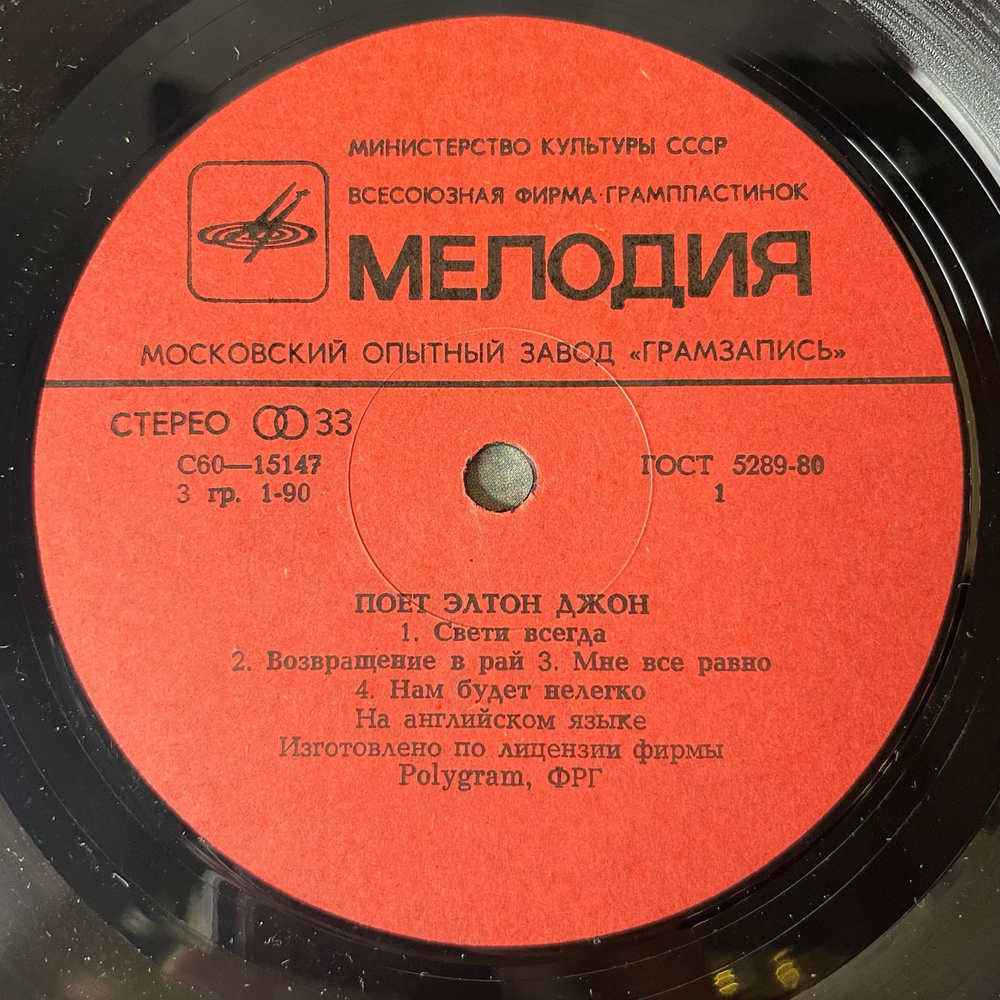 МИНИСТЕРСТВО КУЛЬТУРЫ СССР
ВСЕСОЮЗНАЯ ФИРМА·ГРАМПЛАСТИНОК
МЕЛОДИЯ
МОСКОВСКИЙ ОПЫТНЫЙ ЗАВОД «ГРАМЗАПИСЬ»
СТЕРЕО 33
С60—15147 ГОСТ 5289-80
3 гр. 1-90 1
ПОЕТ ЭЛТОН ДЖОН
1. Свети всегда
2. Возвращение в рай 3. Мне все равно
4. Нам будет нелегко
На английском языке
Изготовлено по лицензии фирмы
Polygram, ФРГ